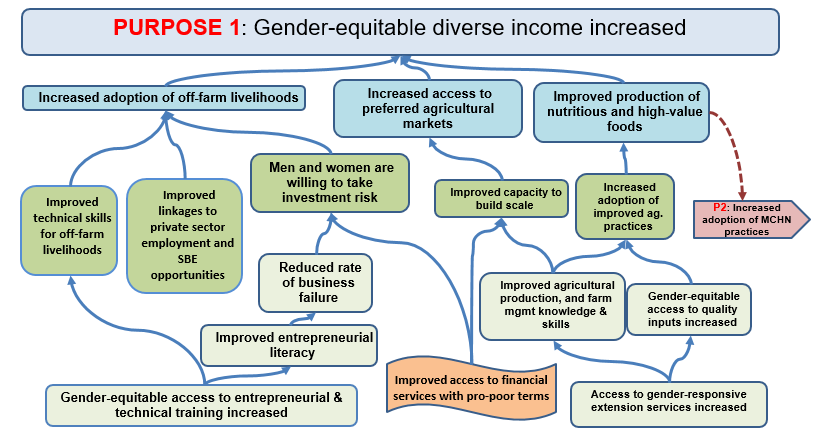 PURPOSE 1: Gender-equitable diverse income increased
Increased adoption of off-farm livelihoods
Increased access to
preferred agricultural
markets
Improved production of
nutritious and high-value
foods
Men and women are
willing to take
investment risk
Improved
technical skills
for off-farm
livelihoods
Improved
linkages to
private sector
employment and
SBE
opportunities
Improved capacity to
build scale
Increased
adoption of
improved ag.
practices
P2: Increased
adoption of MCHN
practices
Reduced rate
of business
failure
Improved agricultural
production, and farm
mgmt knowledge &
skills
Gender-equitable
access to quality
inputs increased
Improved entrepreneurial
literacy
Gender-equitable access to entrepreneurial &
technical training increased
Improved access to financial
services with pro-poor terms
Access to gender-responsive
extension services increased